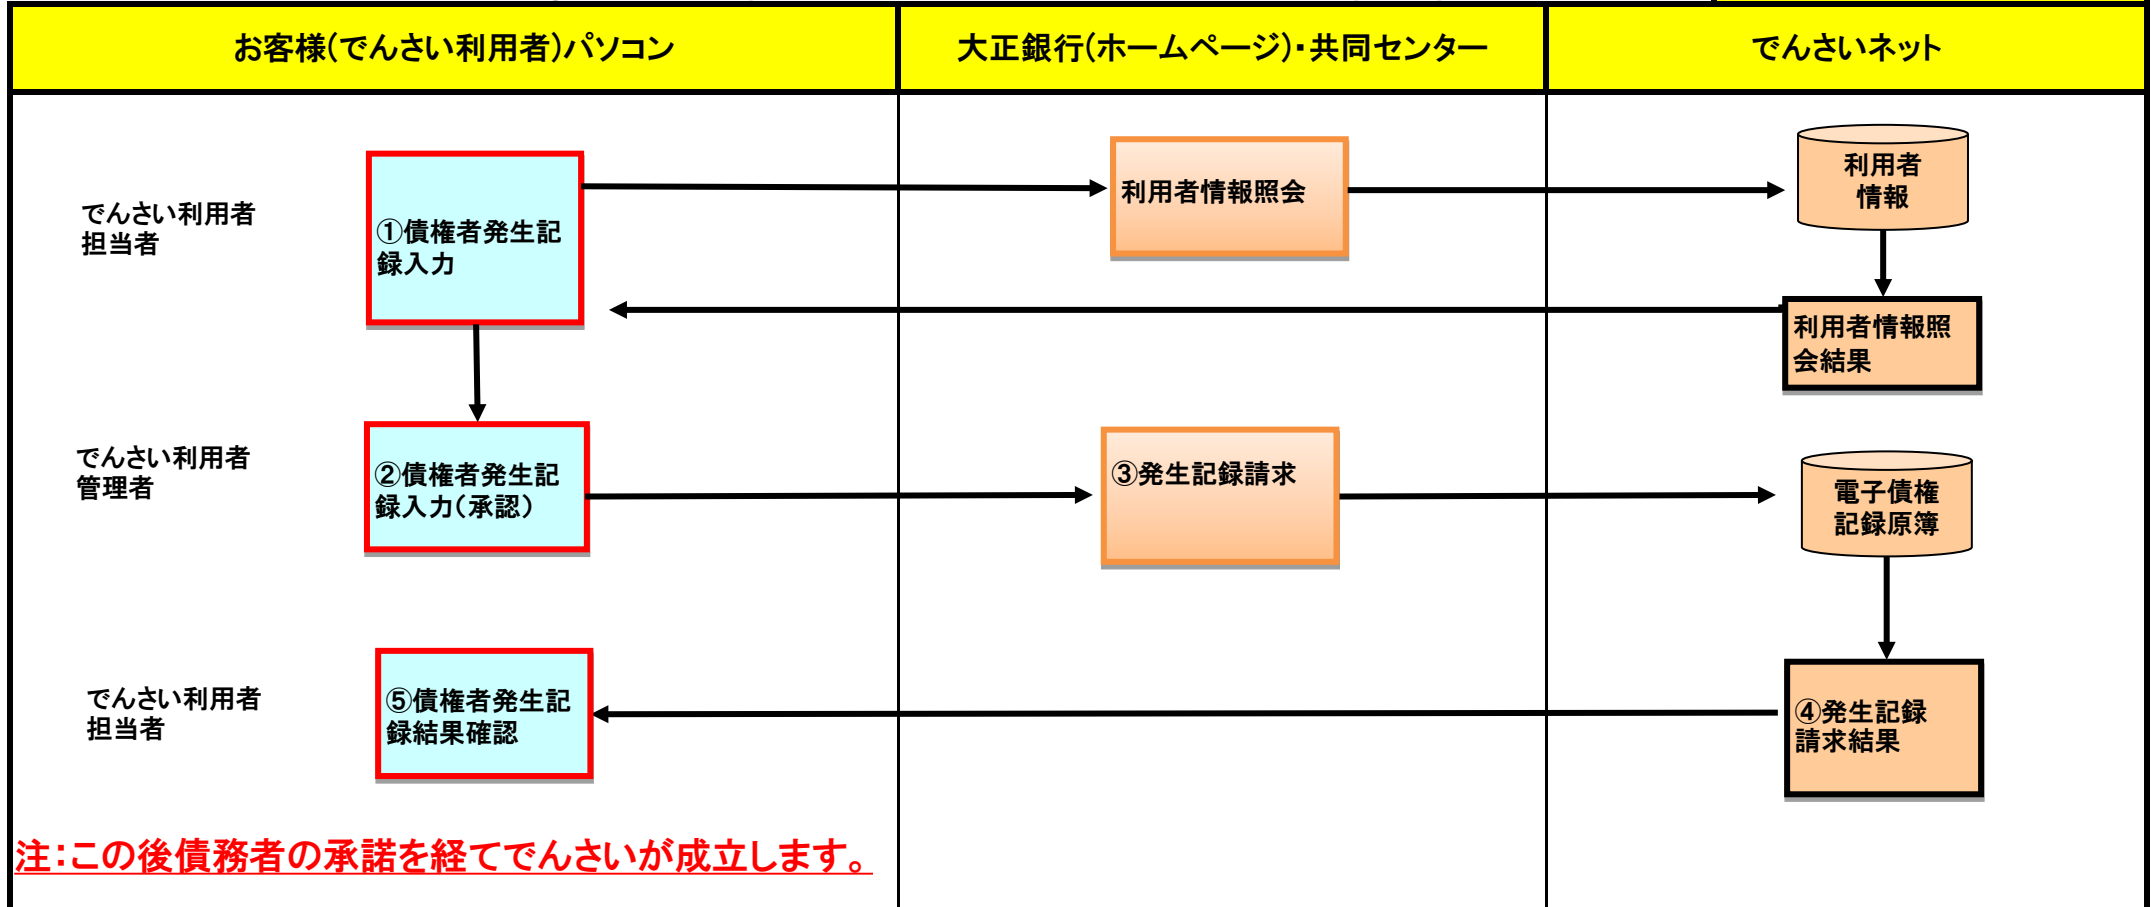 お客様(でんさい利用者)パソコン
大正銀行(ホームページ)・共同センター
でんさいネット
でんさい利用者
担当者
①債権者発生記
録入力
利用者情報照会
利用者
情報
利用者情報照
会結果
でんさい利用者
管理者
②債権者発生記
録入力(承認)
③発生記録請求
電子債権
記録原簿
でんさい利用者
担当者
⑤債権者発生記
録結果確認
④発生記録
請求結果
注:この後債務者の承諾を経てでんさいが成立します。